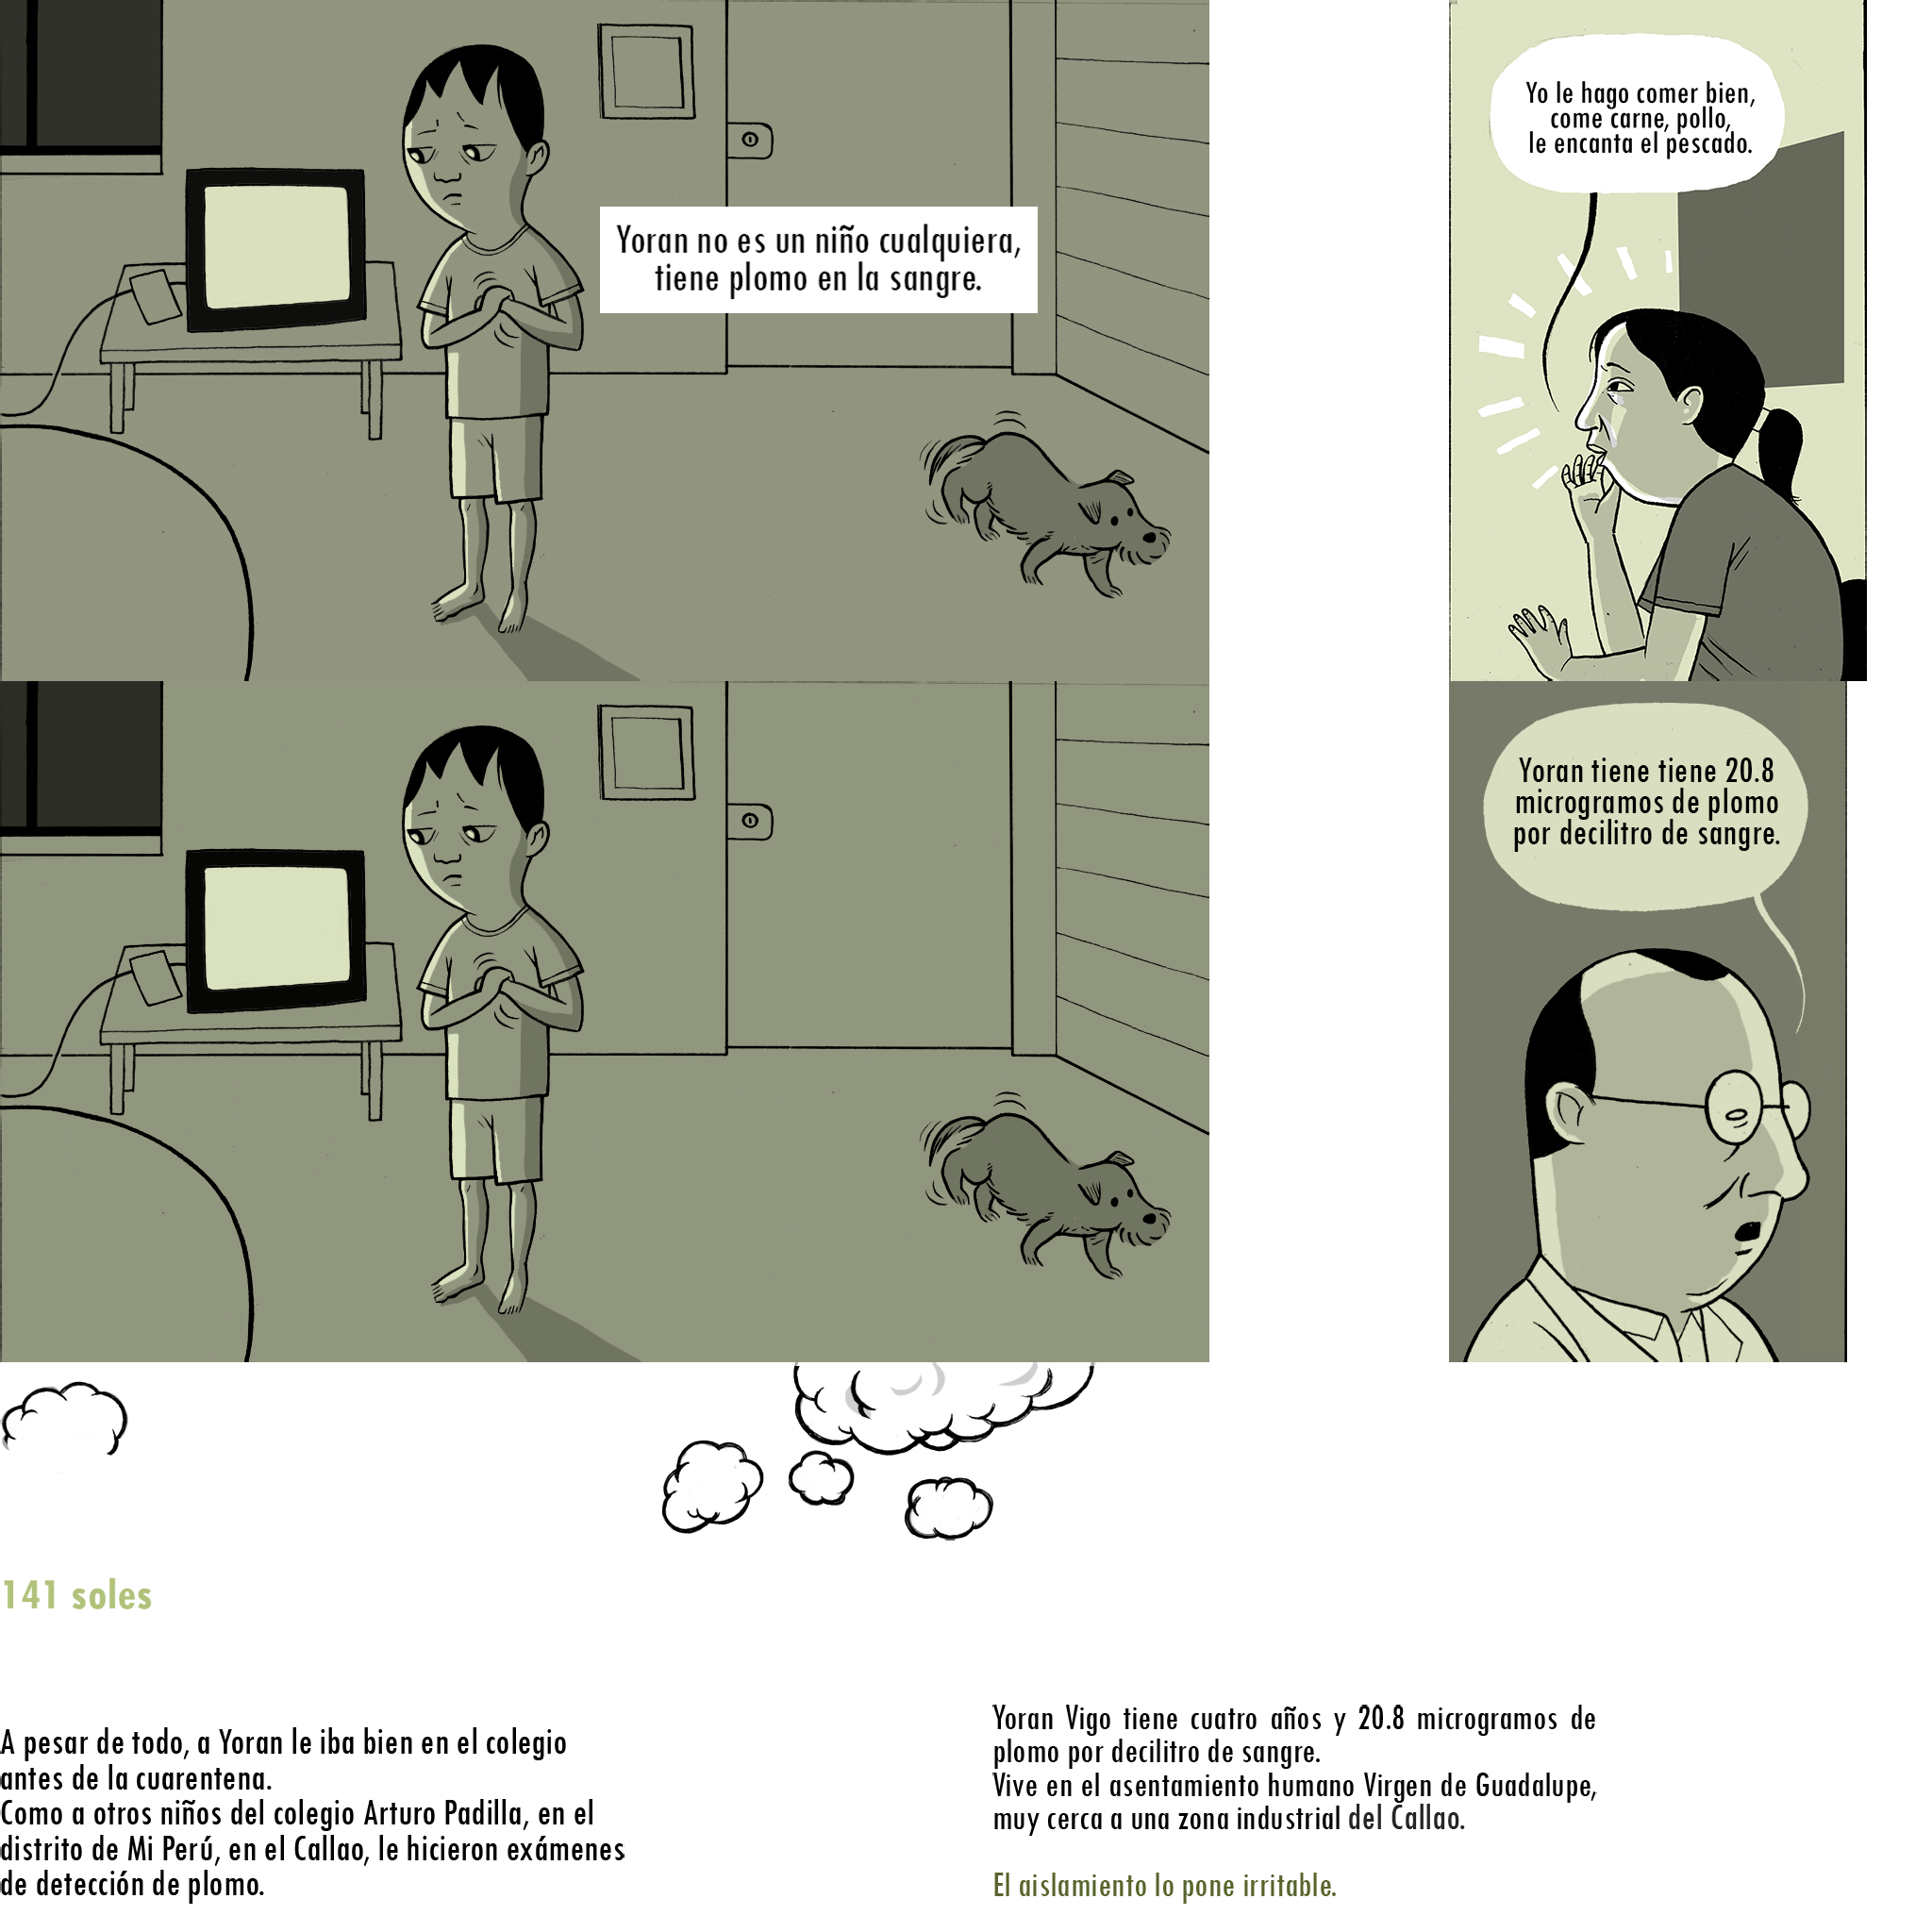 Yoran no es un niño cualquiera,
tiene plomo en la sangre.
Yo le hago comer bien,
come carne, pollo,
le encanta el pescado.
Yoran tiene tiene 20.8
microgramos de plomo
por decilitro de sangre.
141 soles
A pesar de todo, a Yoran le iba bien en el colegio
antes de la cuarentena.
Como a otros niños del colegio Arturo Padilla, en el
distrito de Mi Perú, en el Callao, le hicieron exámenes
de detección de plomo.
Yoran Vigo tiene cuatro años y 20.8 microgramos de
plomo por decilitro de sangre.
Vive en el asentamiento humano Virgen de Guadalupe,
muy cerca a una zona industrial del Callao.
El aislamiento lo pone irritable.